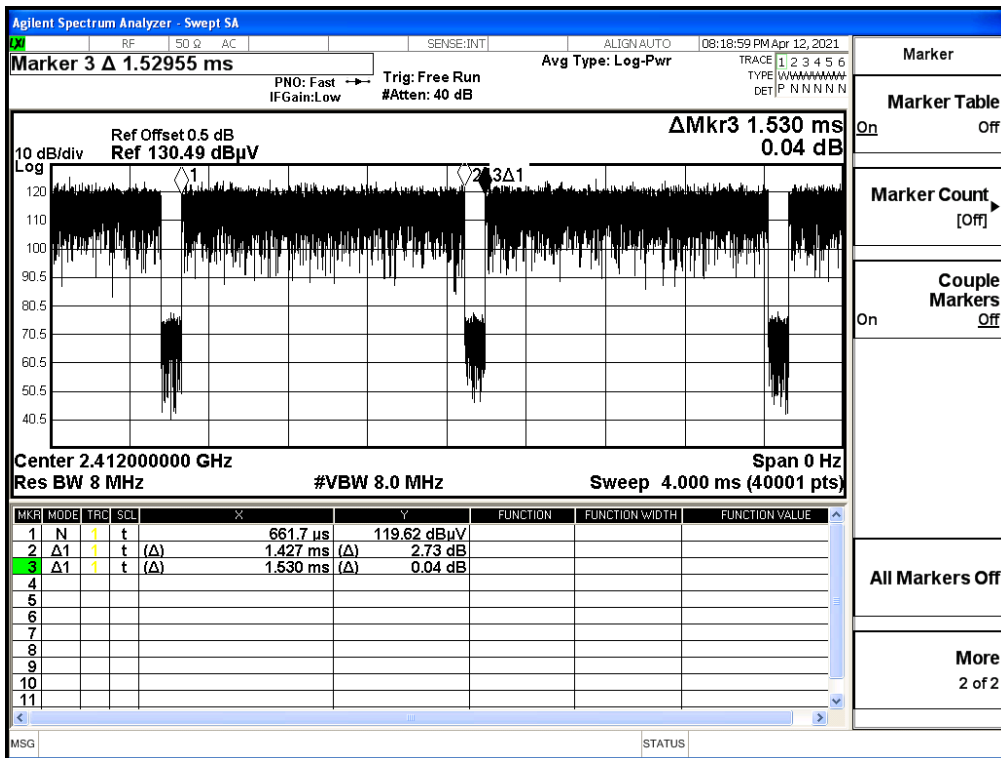 Agilent Spectrum Analyzer - Swept SA
LXI RF 50 Ω AC SENSE:INT ALIGN AUTO 08:18:59 PM Apr 12, 2021
Marker 3 Δ 1.52955 ms
PNO: Fast
IFGain:Low
Trig: Free Run
#Atten: 40 dB
Avg Type: Log-Pwr
TRACE 1 2 3 4 5 6
TYPE
DET P N N N N N
Ref Offset 0.5 dB
10 dB/div Ref 130.49 dBµV
Log
ΔMkr3 1.530 ms
0.04 dB
1 2 3Δ1
120
110
100
90.5
80.5
70.5
60.5
50.5
40.5
Center 2.412000000 GHz Span 0 Hz
Res BW 8 MHz #VBW 8.0 MHz Sweep 4.000 ms (40001 pts)
MKR MODE TRC SCL X Y FUNCTION FUNCTION WIDTH FUNCTION VALUE
1 N 1 t 661.7 µs 119.62 dBµV
2 Δ1 1 t (Δ) 1.427 ms (Δ) 2.73 dB
3 Δ1 1 t (Δ) 1.530 ms (Δ) 0.04 dB
4
5
6
7
8
9
10
11
MSG STATUS
Marker
Marker Table
On Off
Marker Count
[Off]
Couple
Markers
On Off
All Markers Off
More
2 of 2